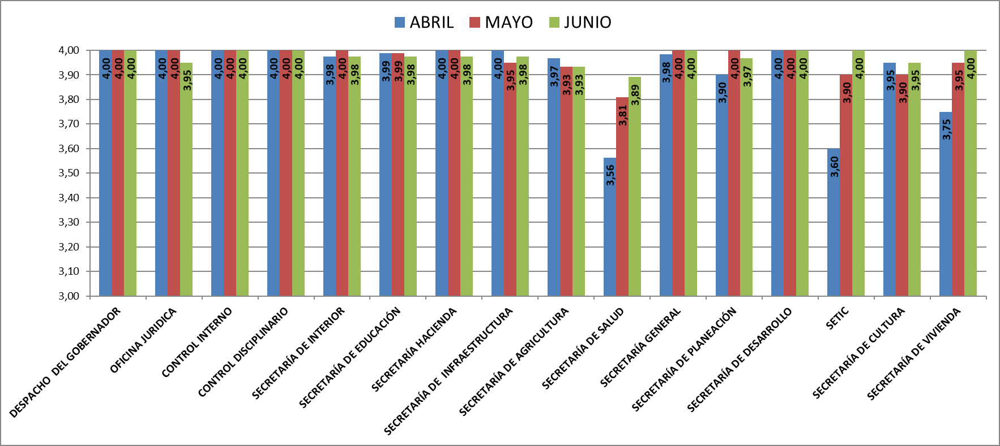 ABRIL MAYO JUNIO
4,00
3,90
3,80
3,70
3,60
3,50
3,40
3,30
3,20
3,10
3,00
4,00 4,00 4,00
4,00 4,00 3,95
4,00 4,00 4,00
4,00 4,00 4,00
3,98 4,00 3,98
3,99 3,99 3,98
4,00 4,00 3,98
4,00 3,95 3,98
3,97 3,93 3,93
3,56 3,81 3,89
3,98 4,00 4,00
3,90 4,00 3,97
4,00 4,00 4,00
3,60 3,90 4,00
3,95 3,90 3,95
3,75 3,95 4,00
DESPACHO  DEL GOBERNADOR
OFICINA JURIDICA
CONTROL INTERNO
CONTROL DISCIPLINARIO
SECRETARÍA DE INTERIOR
SECRETARÍA DE EDUCACIÓN
SECRETARÍA HACIENDA
SECRETARÍA DE  INFRAESTRUCTURA
SECRETARÍA DE AGRICULTURA
SECRETARÍA DE SALUD
SECRETARÍA GENERAL
SECRETARÍA DE PLANEACIÓN
SECRETARÍA DE DESARROLLO
SETIC
SECRETARÍA DE CULTURA
SECRETARÍA DE VIVIENDA